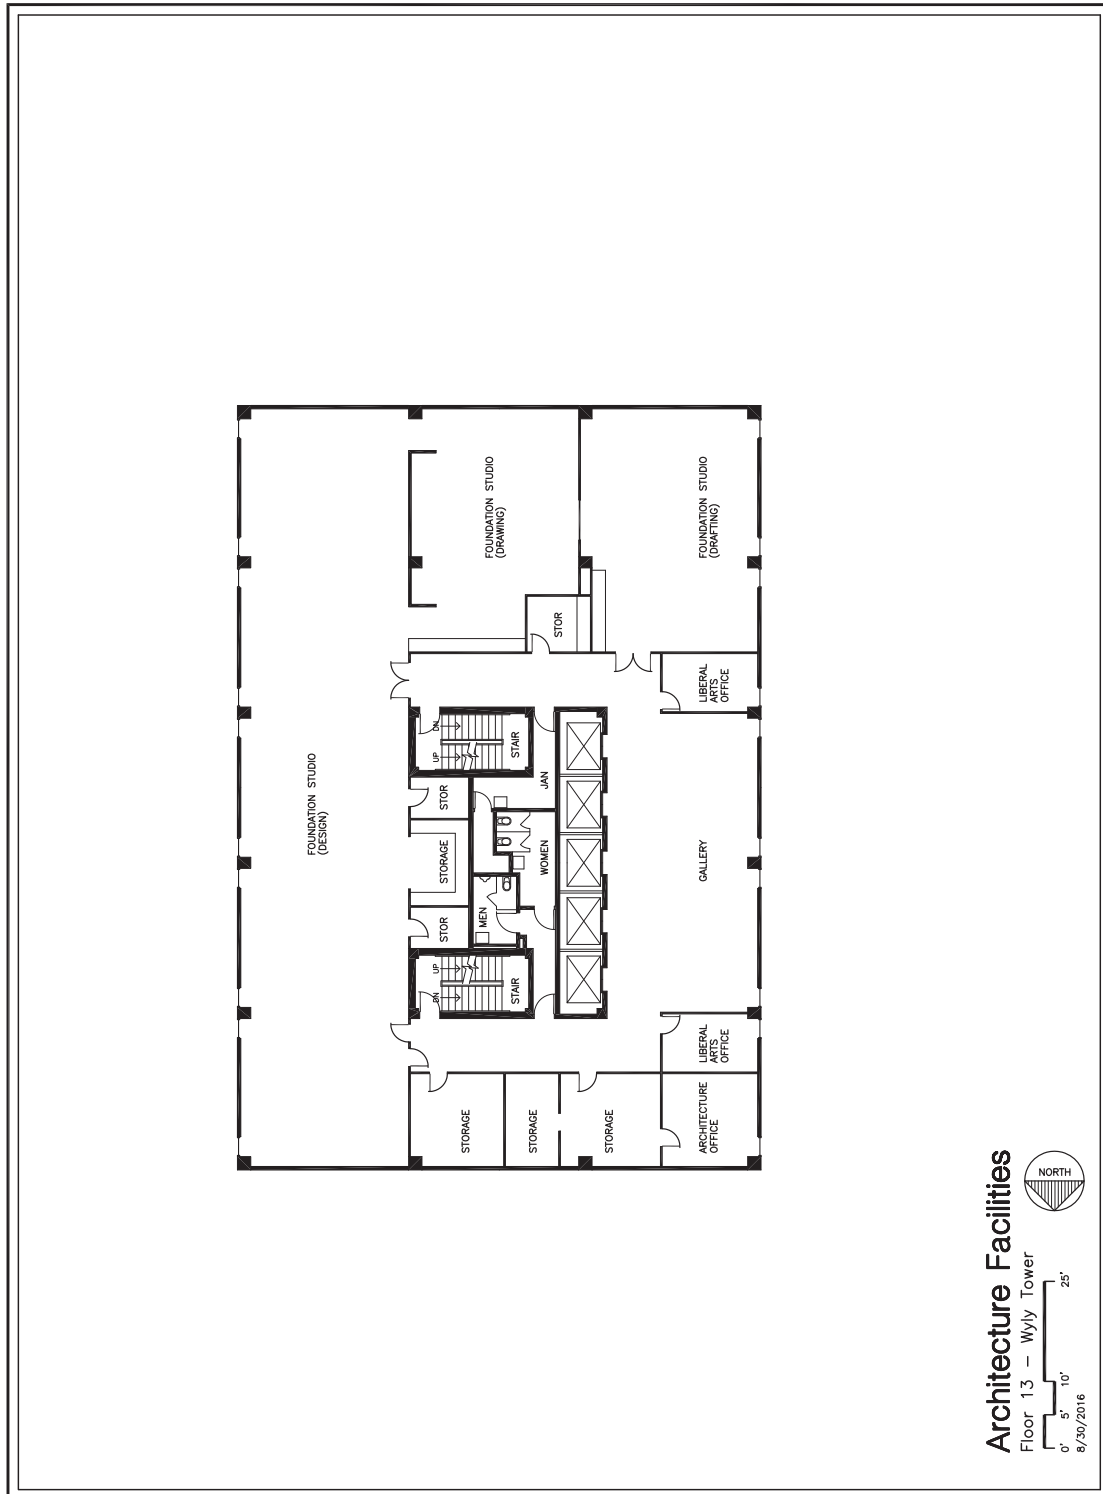 FOUNDATION STUDIO
(DESIGN)
FOUNDATION STUDIO
(DRAWING)
FOUNDATION STUDIO
(DRAFTING)
STOR
LIBERAL
ARTS
OFFICE
UP
DN
STAIR
STOR
JAN
STORAGE
WOMEN
GALLERY
STOR
MEN
DN
UP
STAIR
LIBERAL
ARTS
OFFICE
STORAGE
STORAGE
STORAGE
ARCHITECTURE
OFFICE
Architecture Facilities
Floor 13 – Wyly Tower
0' 5' 10' 25'
8/30/2016
NORTH